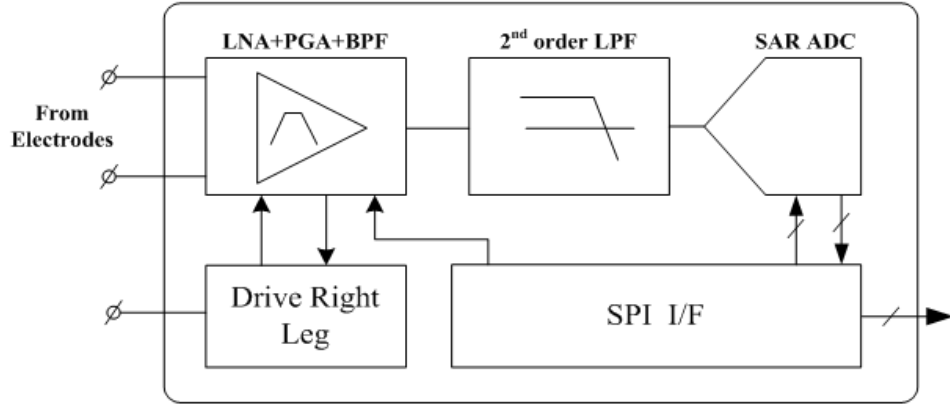 LNA+PGA+BPF
2nd order LPF
SAR ADC
From
Electrodes
Drive Right
Leg
SPI I/F